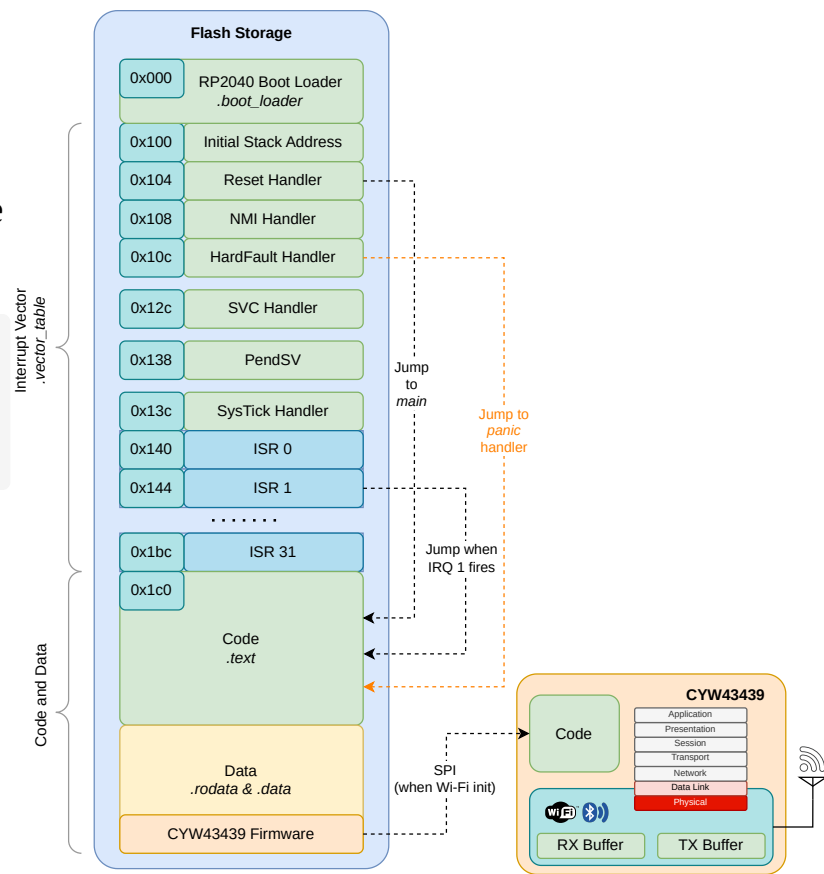 Flash Storage
0x000
RP2040 Boot Loader
.boot_loader
0x100 Initial Stack Address
0x104 Reset Handler
0x108 NMI Handler
0x10c HardFault Handler
0x12c SVC Handler
0x138 PendSV
0x13c SysTick Handler
0x140 ISR 0
0x144 ISR 1
.......
0x1bc ISR 31
0x1c0
Code
.text
Data
.rodata & .data
CYW43439 Firmware
e
Interrupt Vector
.vector_table
Code and Data
Jump
to
main
Jump to
panic
handler
Jump when
IRQ 1 fires
SPI
(when Wi-Fi init)
CYW43439
Code
Application
Presentation
Session
Transport
Network
Data Link
Physical
Wi Fi
RX Buffer
TX Buffer